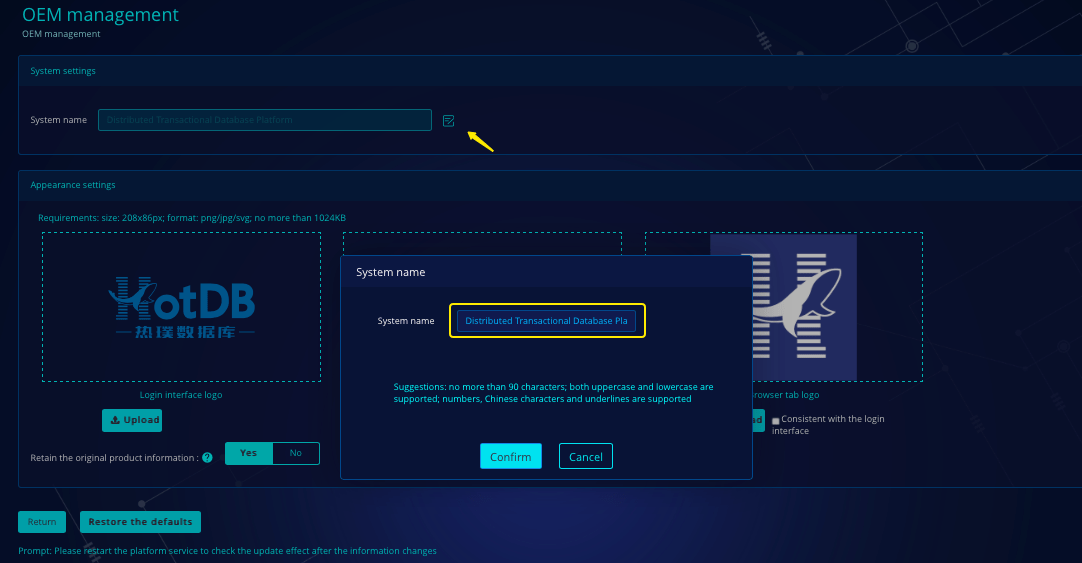 OEM management
OEM management
System settings
System name
Distributed Transactional Database Platform
Appearance settings
Requirements: size: 208x86px; format: png/jpg/svg; no more than 1024KB
HotDB
热璞数据库
System name
System name
Distributed Transactional Database Pla
Suggestions: no more than 90 characters; both uppercase and lowercase are
supported; numbers, Chinese characters and underlines are supported
Confirm
Cancel
Login interface logo
rowser tab logo
Upload
Consistent with the login
interface
Retain the original product information :
?
Yes
No
Return
Restore the defaults
Prompt: Please restart the platform service to check the update effect after the information changes